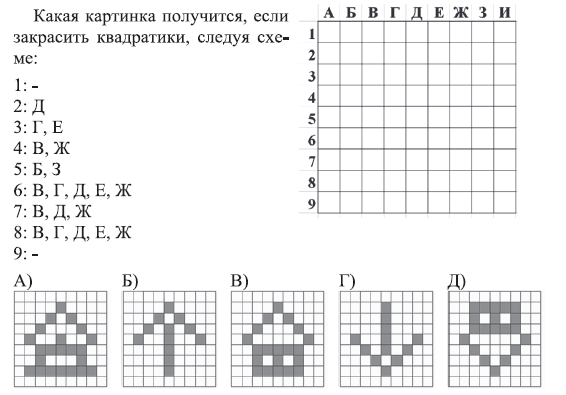 Какая картинка получится, если
закрасить квадратики, следуя схе-
ме:
1: -
2: Д
3: Г, Е
4: В, Ж
5: Б, З
6: В, Г, Д, Е, Ж
7: В, Д, Ж
8: В, Г, Д, Е, Ж
9: -
А Б В Г Д Е Ж З И
1
2
3
4
5
6
7
8
9
А) Б) В) Г) Д)